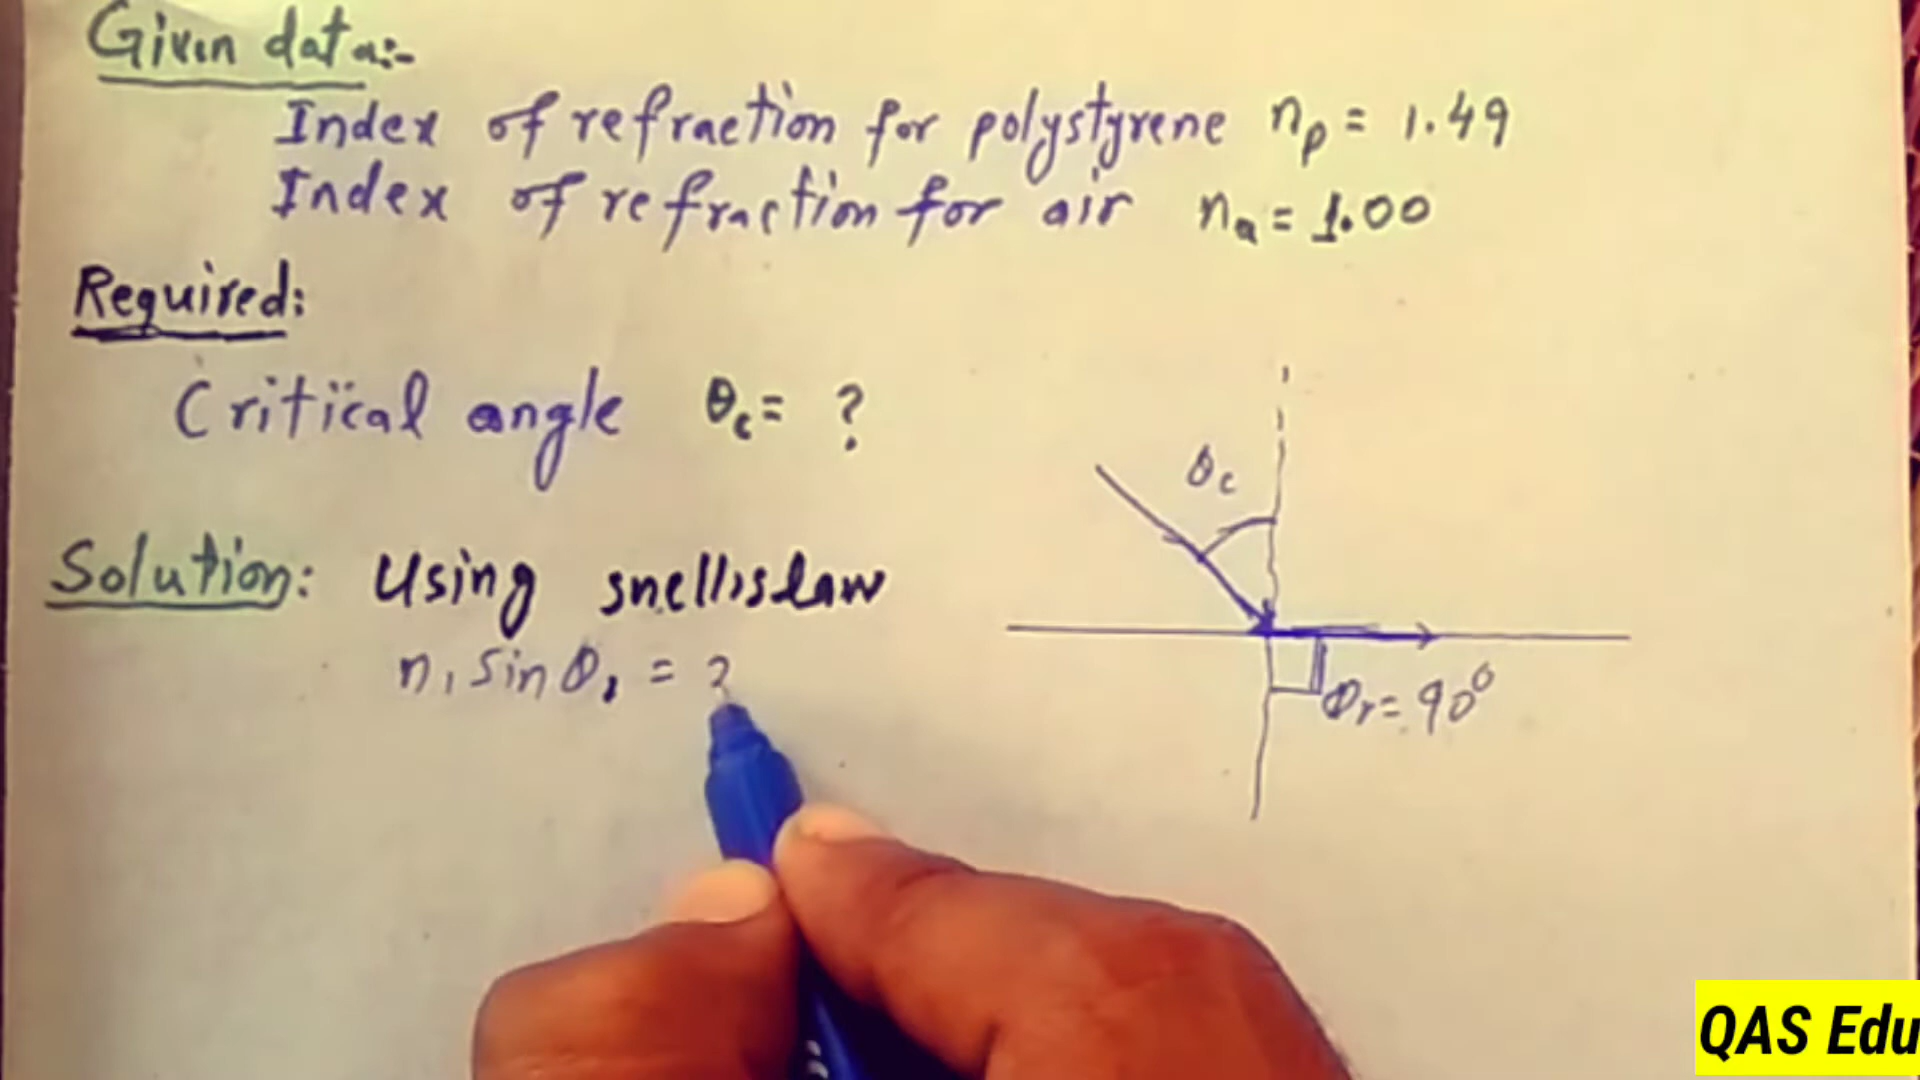 Given data:-
Index of refraction for polystyrene np = 1.49
Index of refraction for air na = 1.00
Required:
Critical angle θc = ?
θc
Solution: Using snell's law
n1 sin θ1 =
θr = 90°
QAS Edu